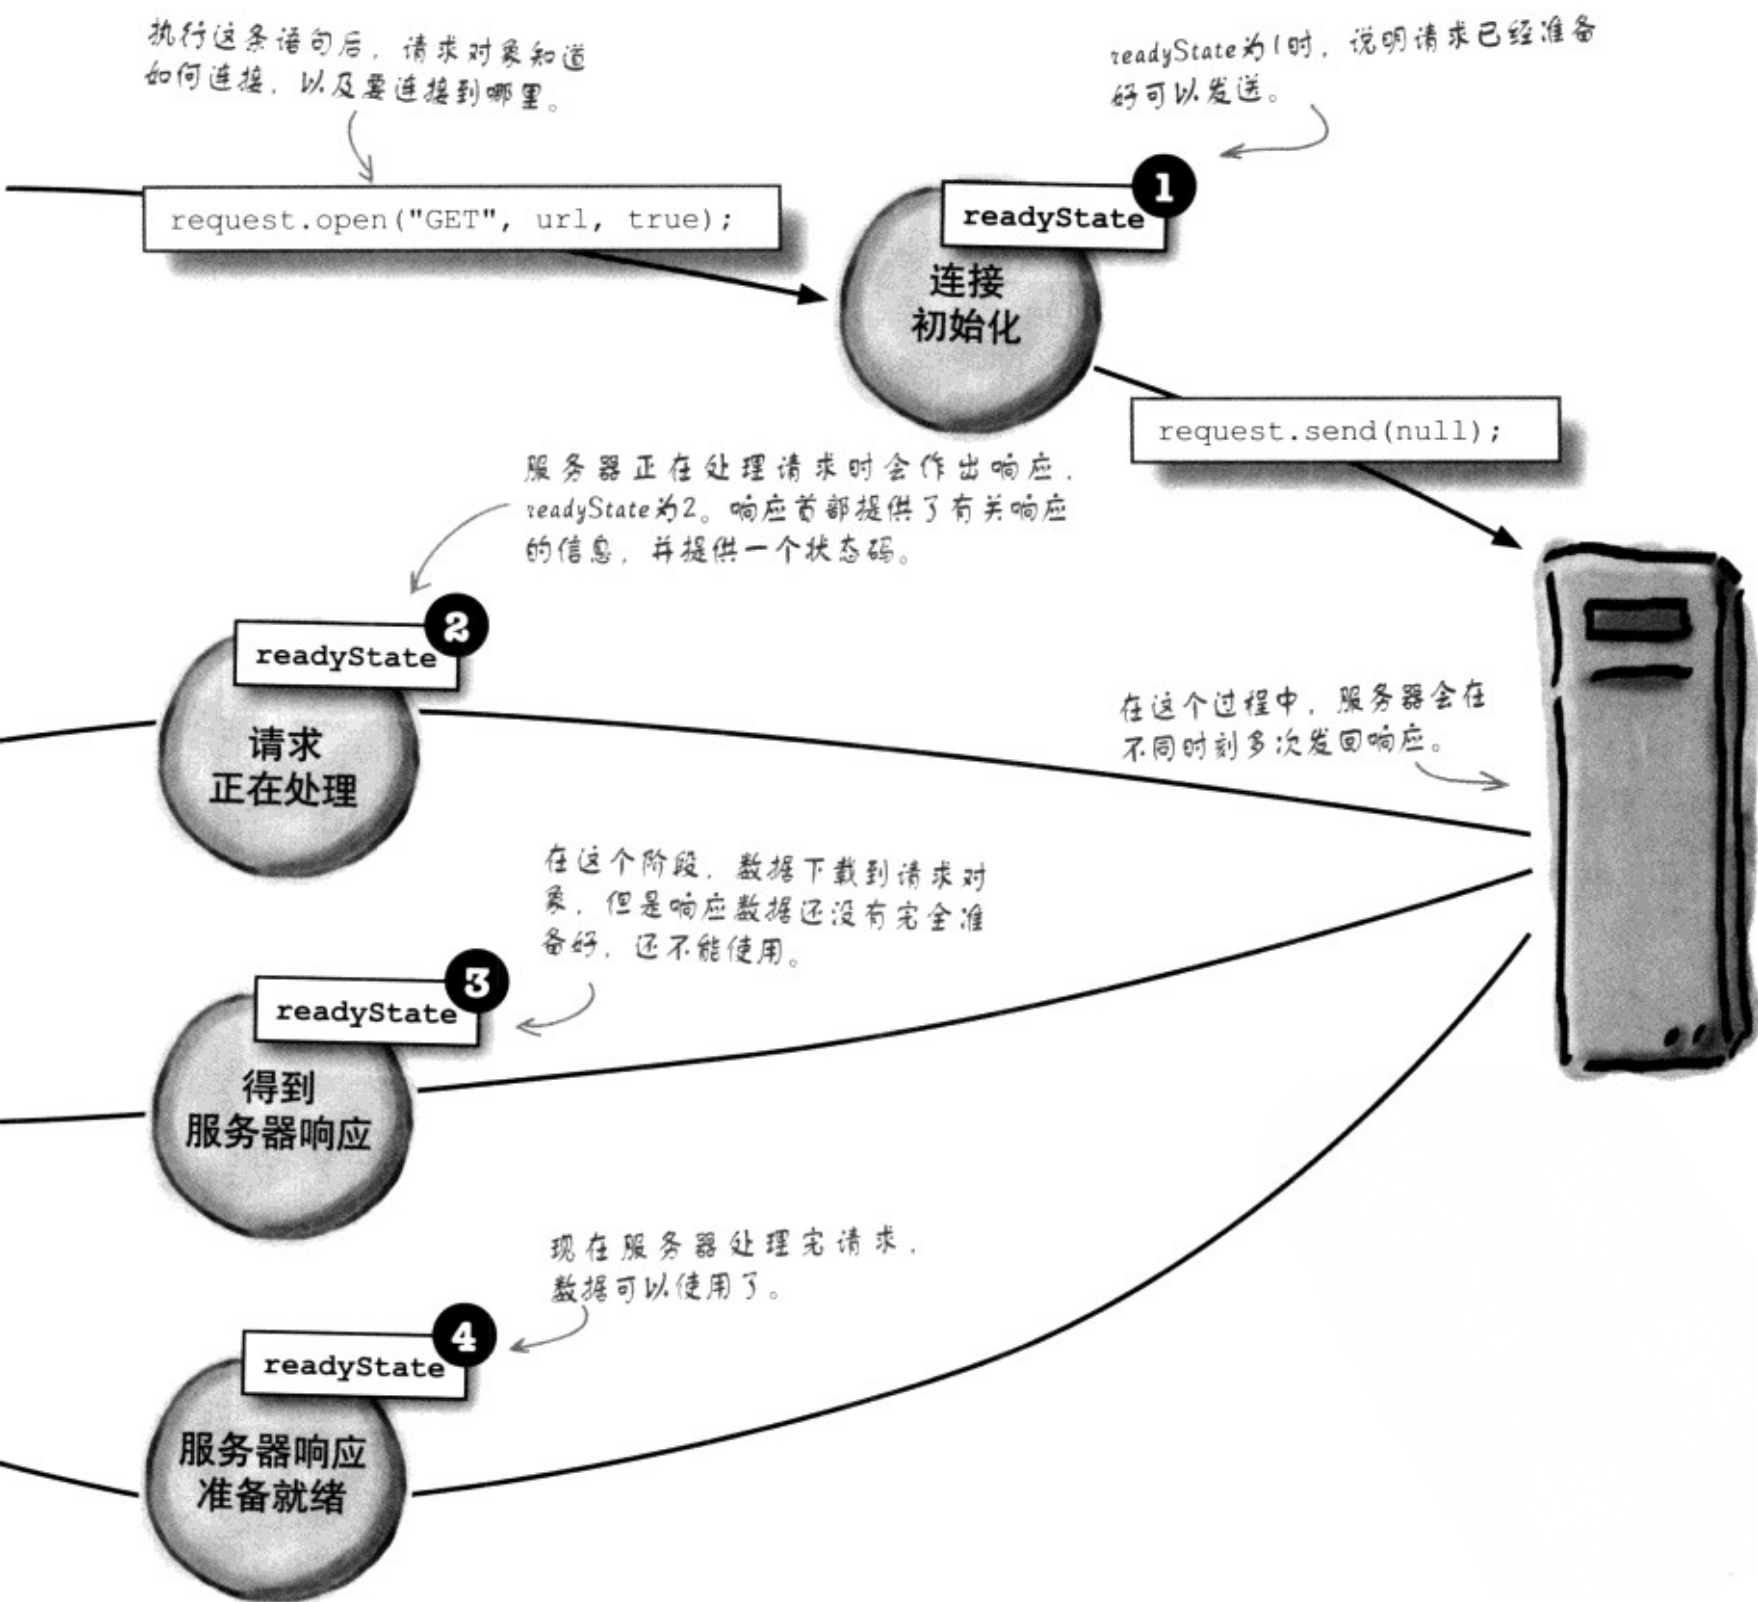 执行这条语句后，请求对象知道
如何连接，以及要连接到哪里。
readyState为1时，说明请求已经准备
好可以发送。
request.open("GET", url, true);
1
readyState
连接
初始化
request.send(null);
服务器正在处理请求时会作出响应，
readyState为2。响应首部提供了有关响应
的信息，并提供一个状态码。
2
readyState
请求
正在处理
在这个过程中，服务器会在
不同时刻多次发回响应。
在这个阶段，数据下载到请求对
象，但是响应数据还没有完全准
备好，还不能使用。
3
readyState
得到
服务器响应
现在服务器处理完请求，
数据可以使用了。
4
readyState
服务器响应
准备就绪